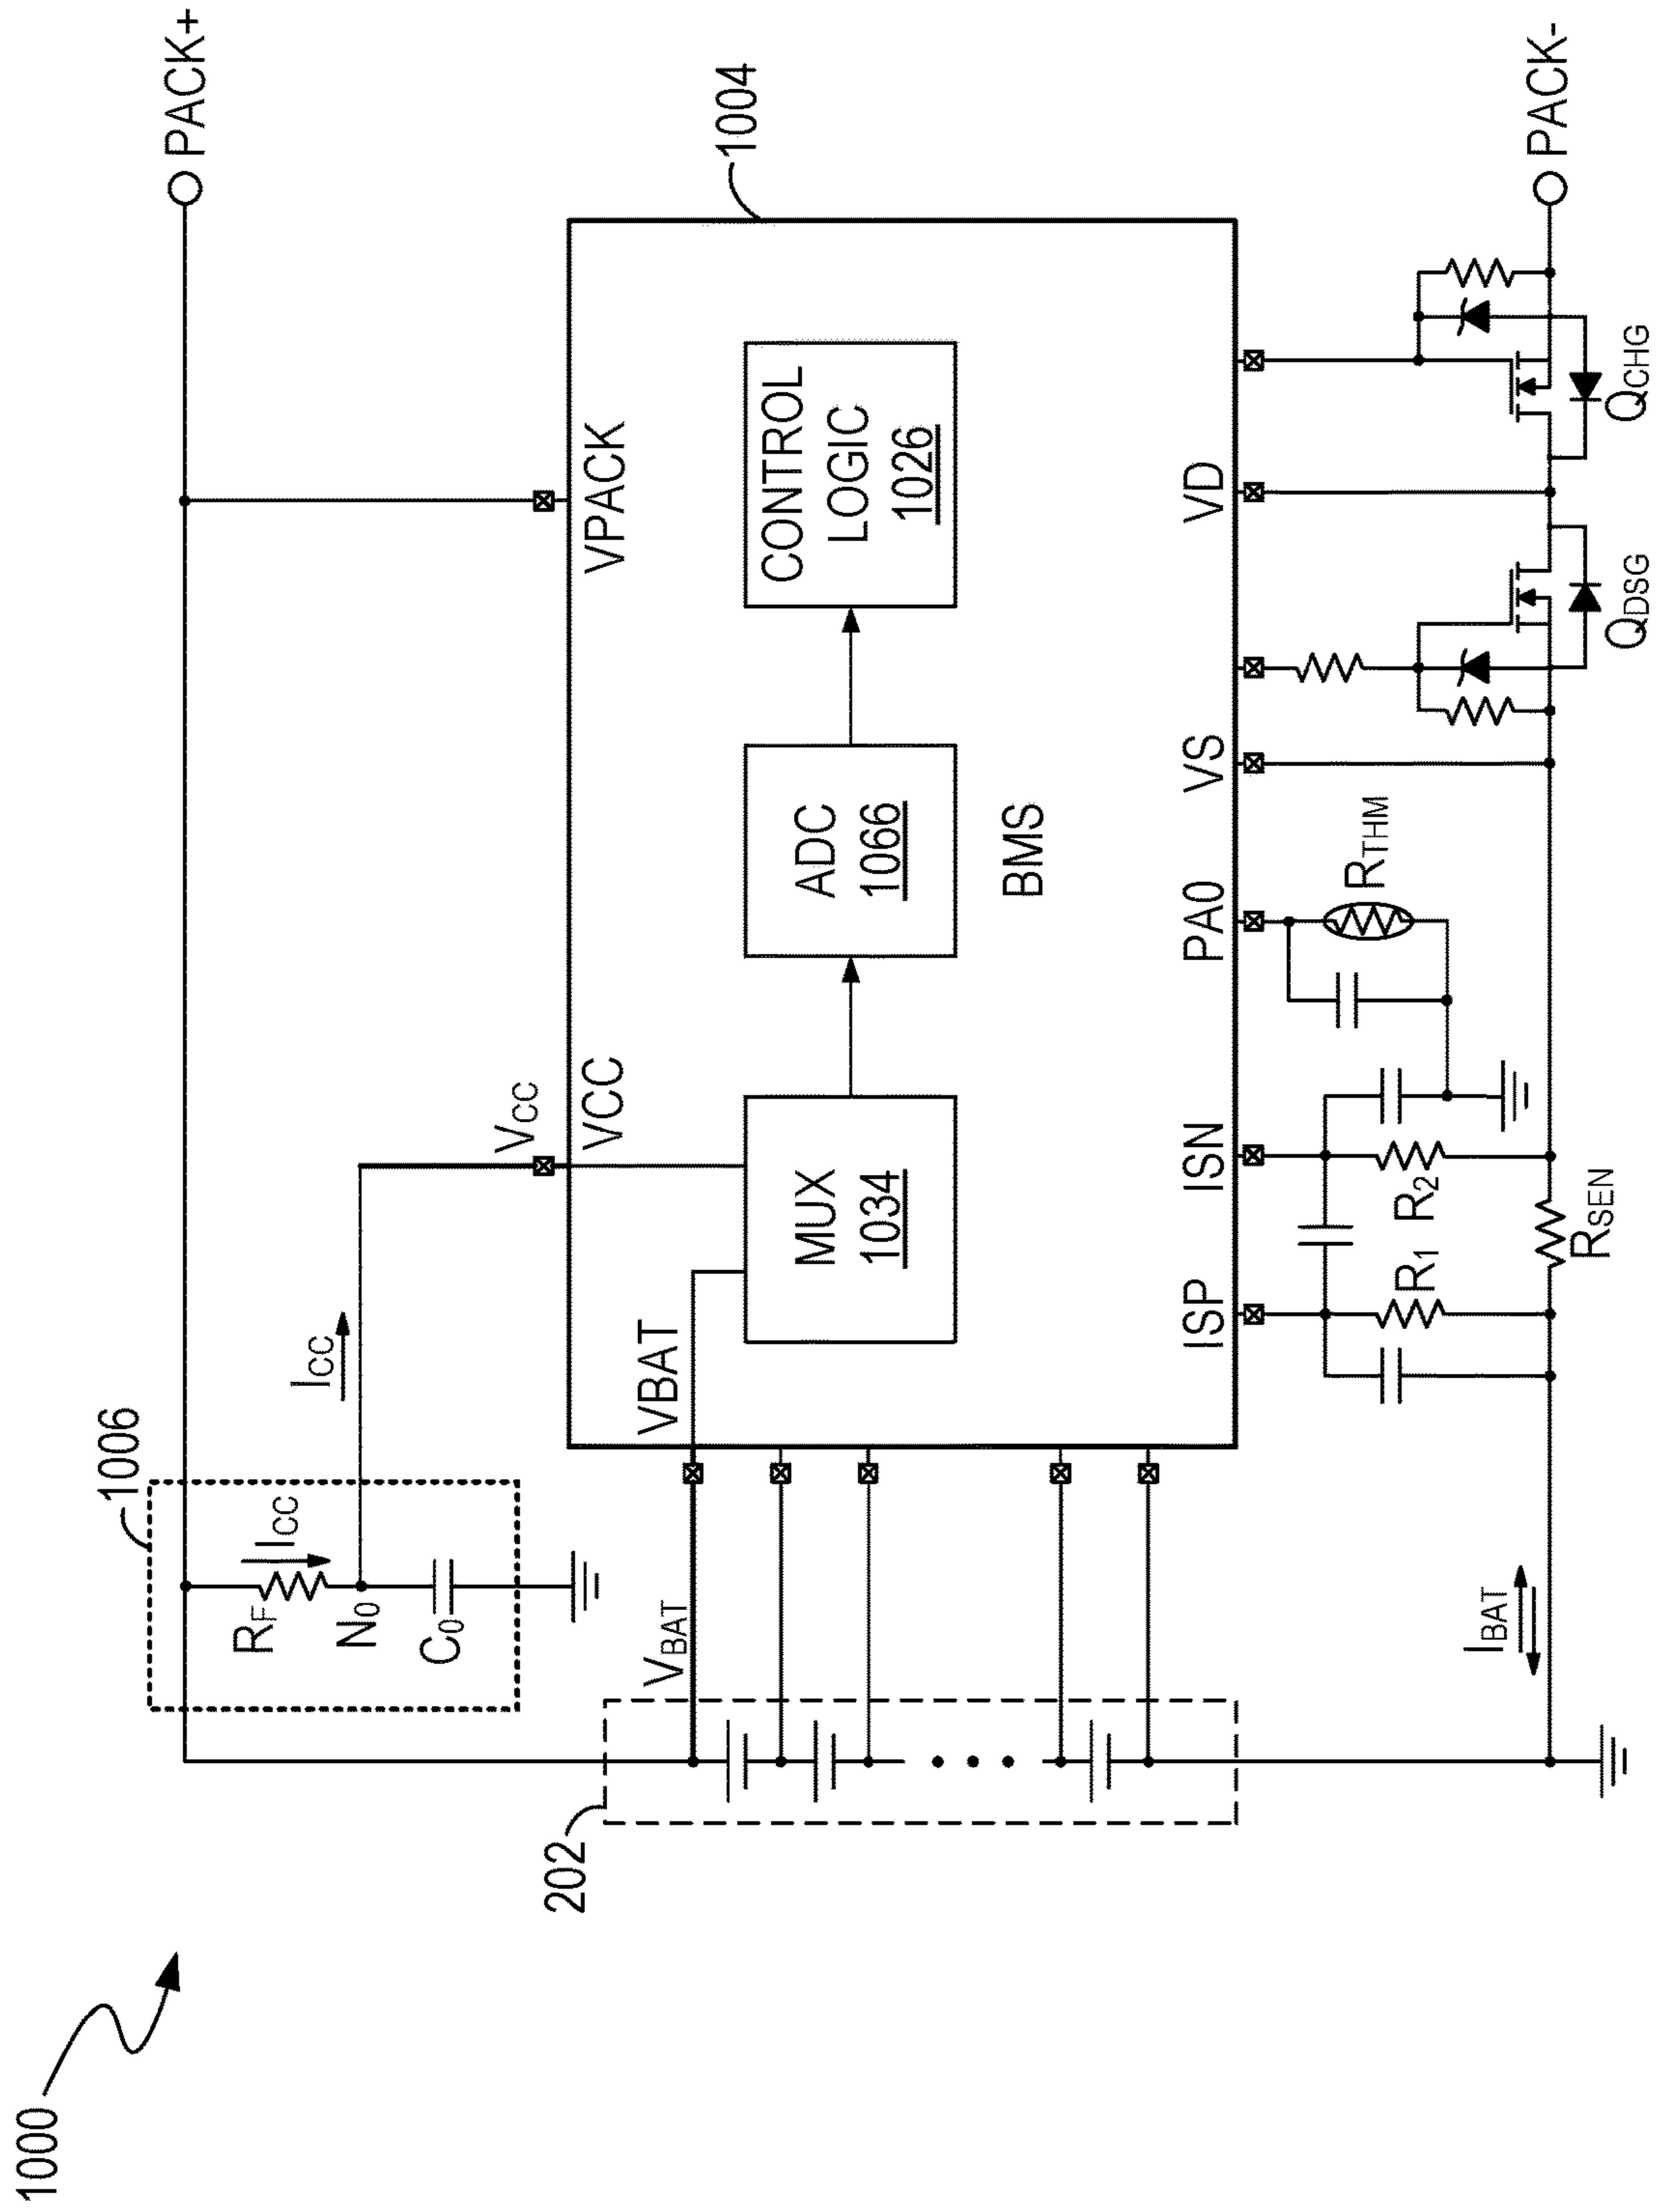 1000
PACK+
1006
RF
ICC
N0
C0
ICC
VCC
VCC
VPACK
1004
202
VBAT
VBAT
MUX
1034
ADC
1066
CONTROL
LOGIC
1026
BMS
ISP
ISN
PA0
VS
VD
R1
R2
RTHM
IBAT
RSEN
QDSG
QCHG
PACK-